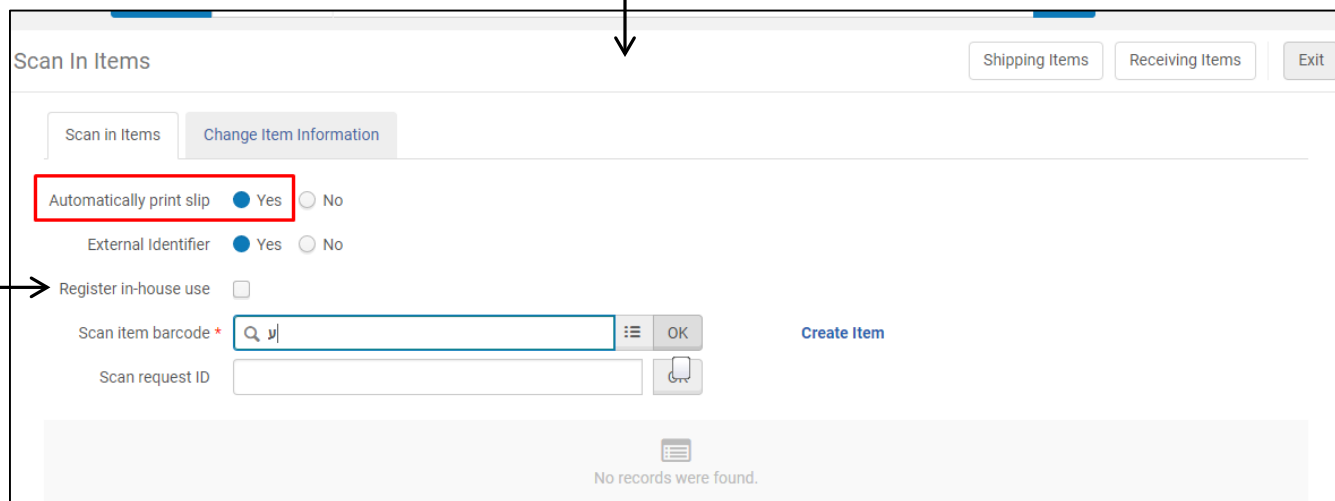 Scan In Items Shipping Items Receiving Items Exit
Scan in Items Change Item Information
Automatically print slip Yes No
External Identifier Yes No
Register in-house use
Scan item barcode * ע OK Create Item
Scan request ID
No records were found.